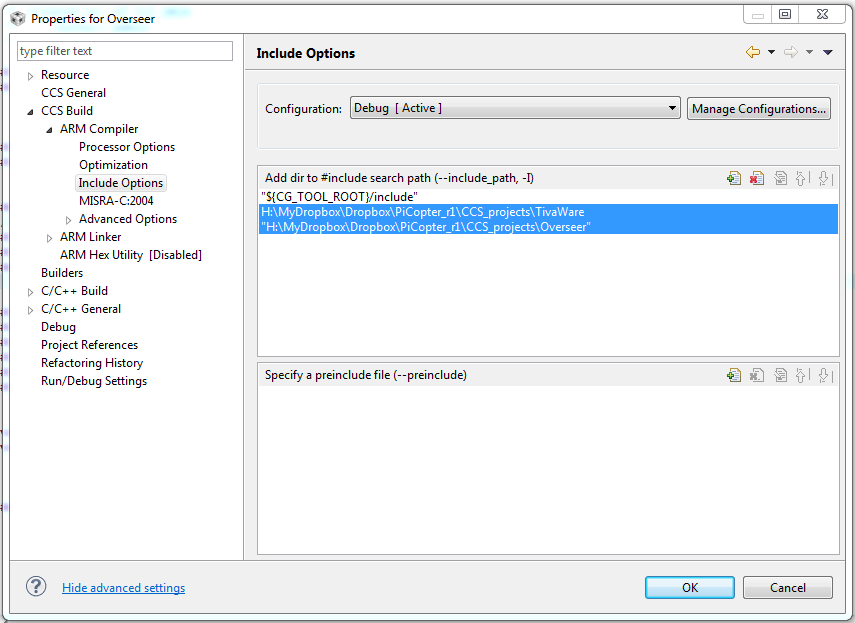 Properties for Overseer
type filter text
Resource
CCS General
CCS Build
ARM Compiler
Processor Options
Optimization
Include Options
MISRA-C:2004
Advanced Options
ARM Linker
ARM Hex Utility  [Disabled]
Builders
C/C++ Build
C/C++ General
Debug
Project References
Refactoring History
Run/Debug Settings
Include Options
Configuration:
Debug  [ Active ]
Manage Configurations...
Add dir to #include search path (--include_path, -I)
"${CG_TOOL_ROOT}/include"
H:\MyDropbox\Dropbox\PiCopter_r1\CCS_projects\TivaWare
"H:\MyDropbox\Dropbox\PiCopter_r1\CCS_projects\Overseer"
Specify a preinclude file (--preinclude)
?
Hide advanced settings
OK
Cancel